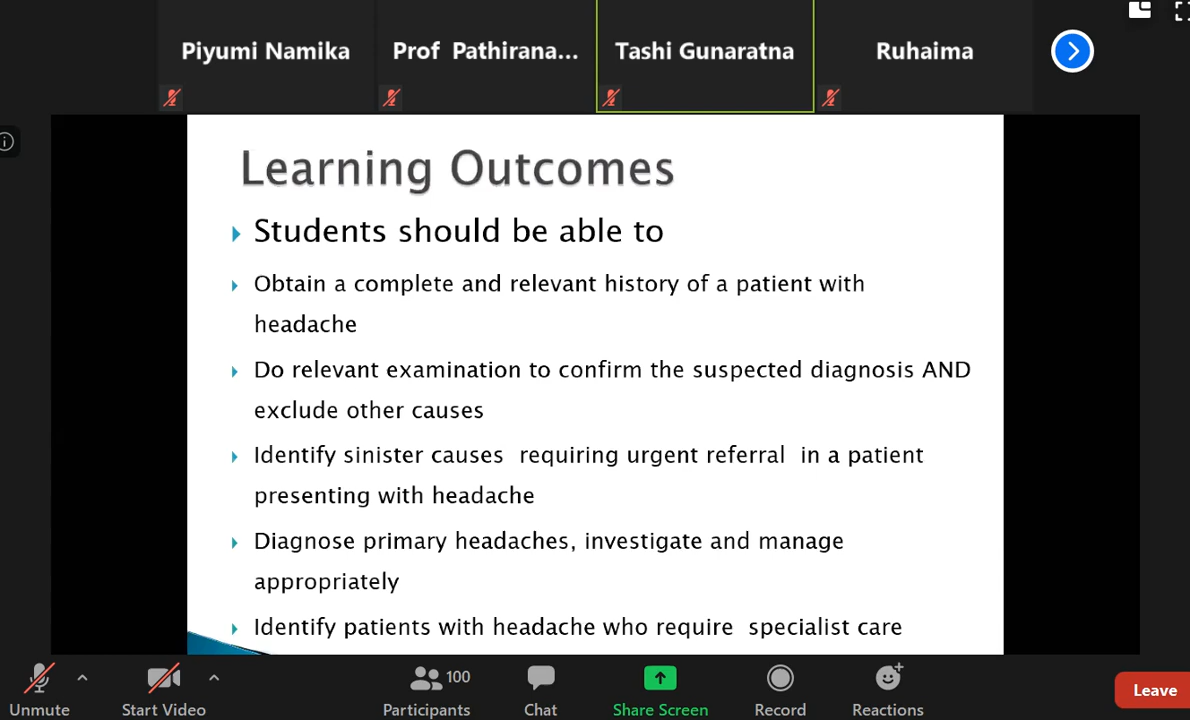 Piyumi Namika
Prof Pathirana...
Tashi Gunaratna
Ruhaima
Learning Outcomes
Students should be able to
Obtain a complete and relevant history of a patient with
headache
Do relevant examination to confirm the suspected diagnosis AND
exclude other causes
Identify sinister causes requiring urgent referral in a patient
presenting with headache
Diagnose primary headaches, investigate and manage
appropriately
Identify patients with headache who require specialist care
100
Unmute
Start Video
Participants
Chat
Share Screen
Record
Reactions
Leave